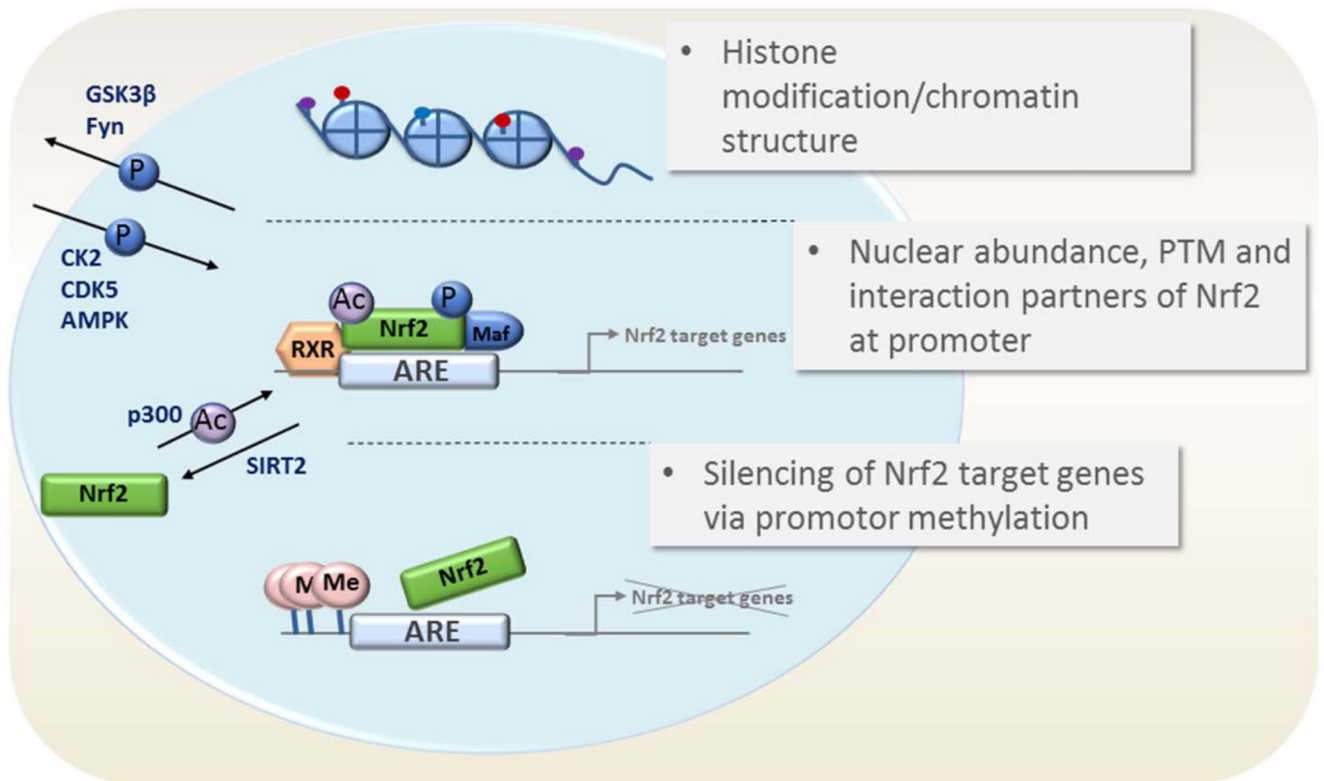 • Histone
modification/chromatin
structure
GSK3β
Fyn
P
P
CK2
CDK5
AMPK
• Nuclear abundance, PTM and
interaction partners of Nrf2
at promoter
Ac
P
Nrf2
Maf
RXR
ARE
Nrf2 target genes
p300
Ac
SIRT2
Nrf2
• Silencing of Nrf2 target genes
via promotor methylation
M
Me
Nrf2
Nrf2 target genes
ARE